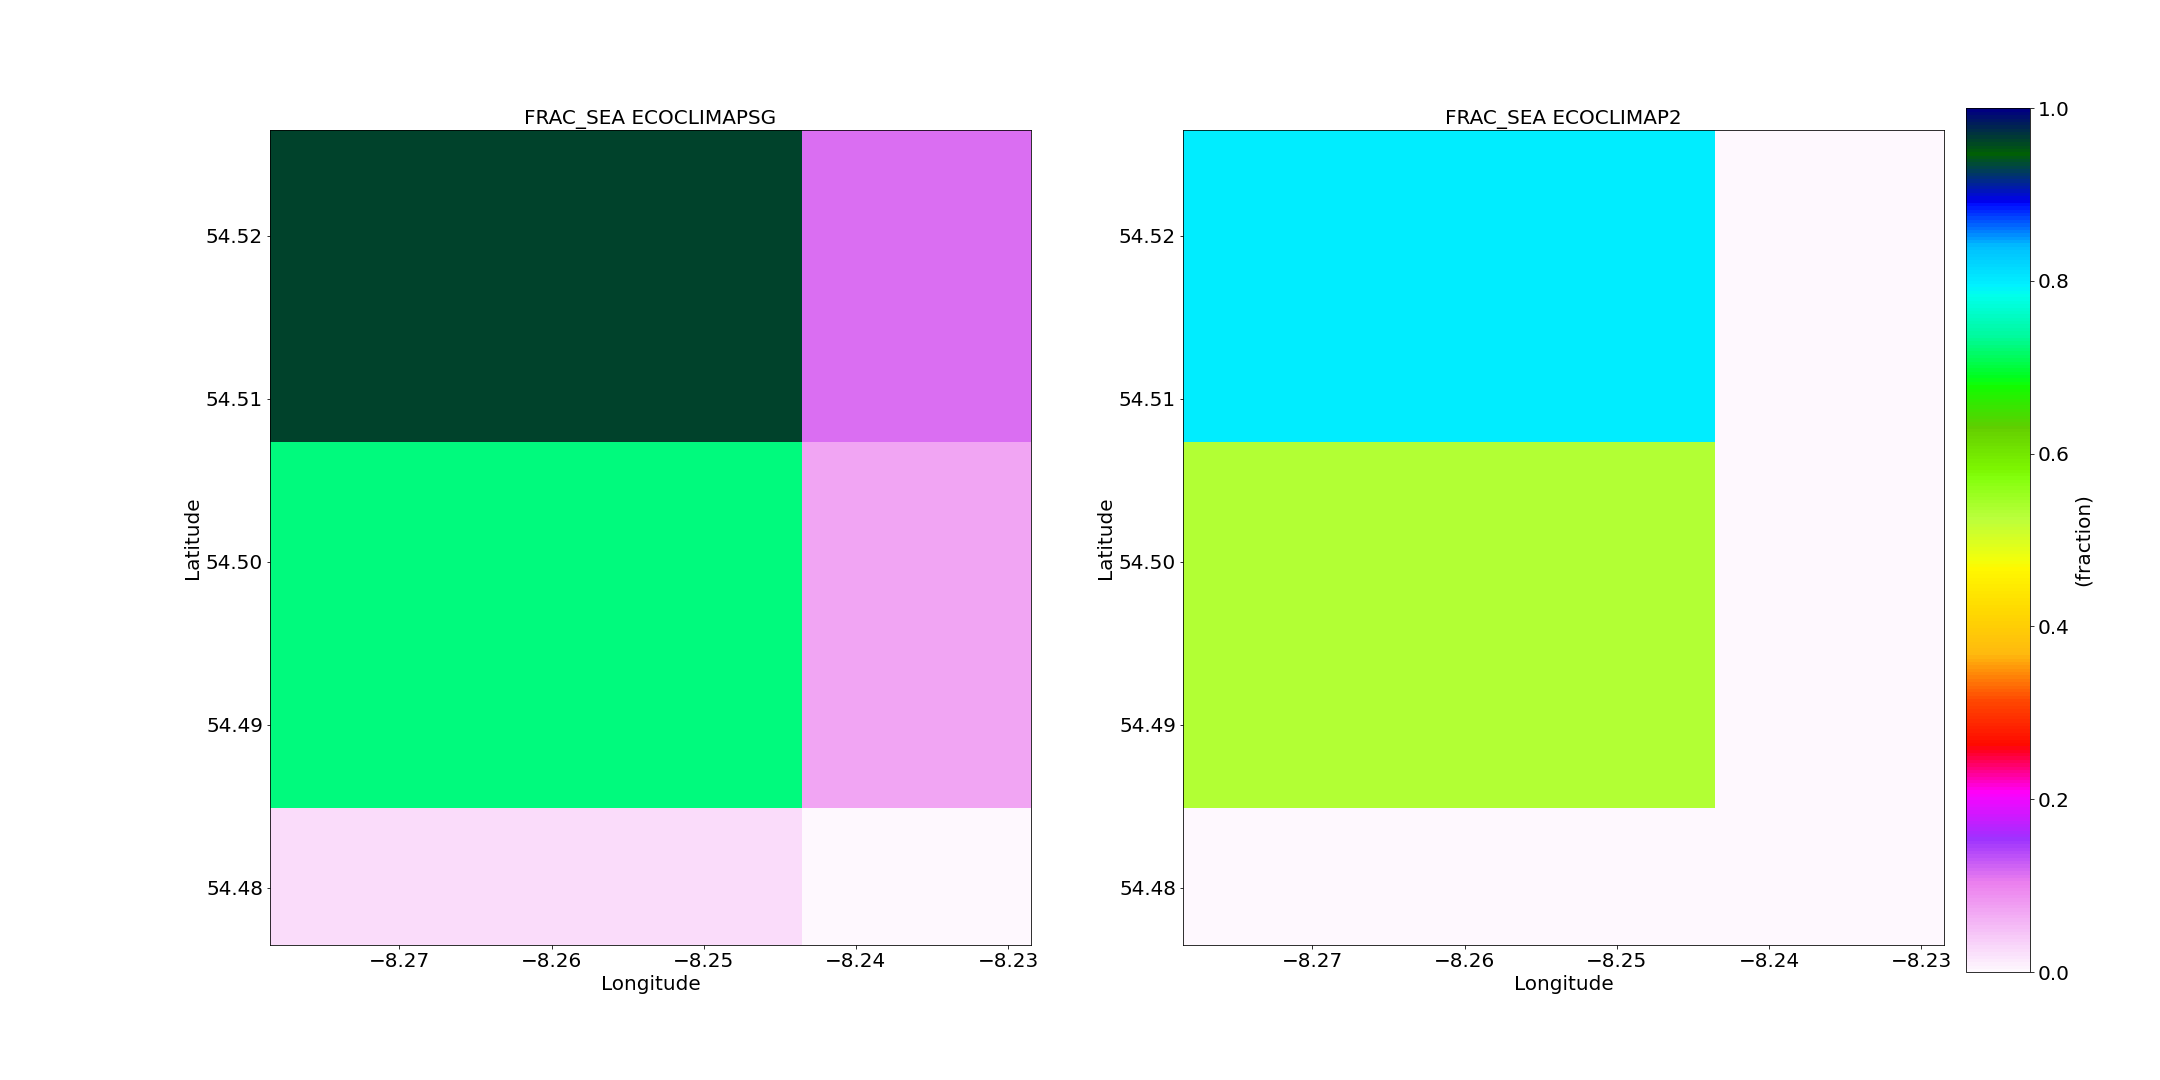 FRAC_SEA ECOCLIMAPSG
54.52
54.51
54.50
54.49
54.48
Latitude
−8.27 −8.26 −8.25 −8.24 −8.23
Longitude
FRAC_SEA ECOCLIMAP2
54.52
54.51
54.50
54.49
54.48
Latitude
−8.27 −8.26 −8.25 −8.24 −8.23
Longitude
1.0
0.8
0.6
0.4
0.2
0.0
(fraction)